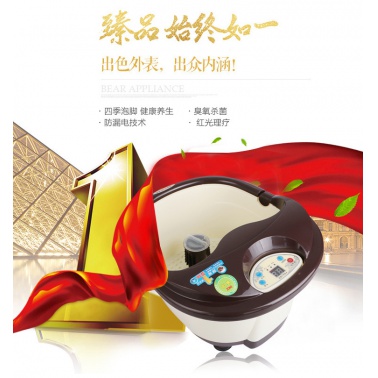 臻品 始终如一
出色外表，出众内涵!
BEAR APPLIANCE
·四季泡脚 健康养生 ·臭氧杀菌
·防漏电技术 ·红光理疗